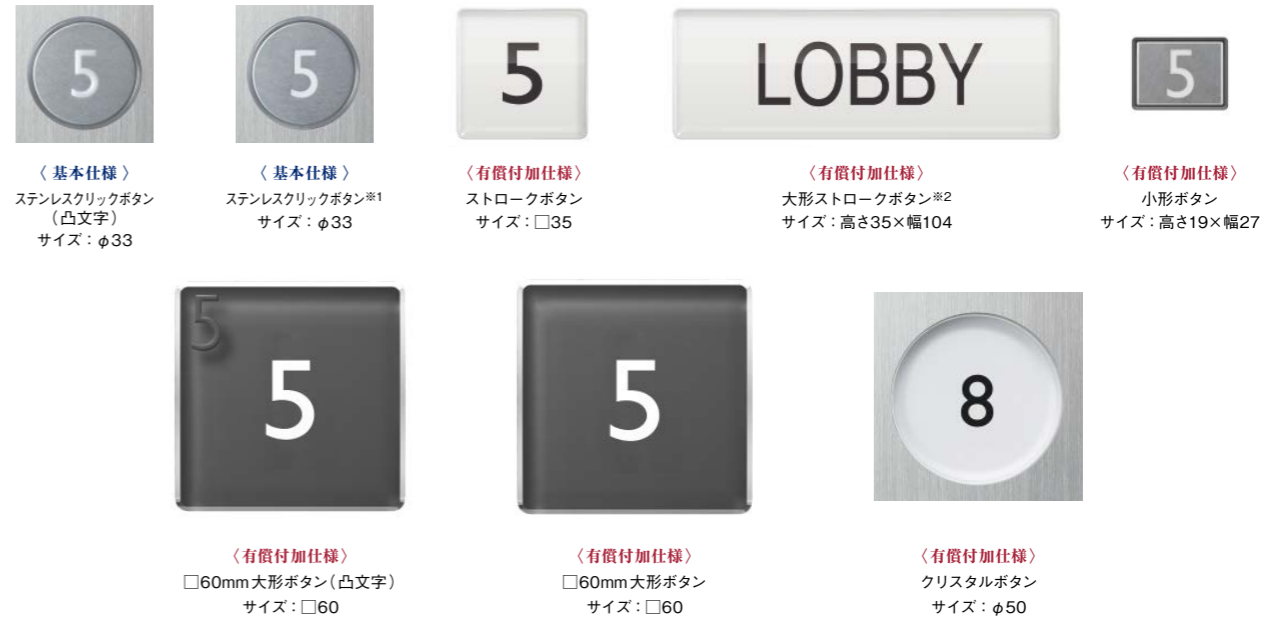 5
5
5
LOBBY
5
〈 基本仕様 〉
ステンレスクリックボタン
（凸文字）
サイズ：φ33
〈 基本仕様 〉
ステンレスクリックボタン※1
サイズ：φ33
〈有償付加仕様〉
ストロークボタン
サイズ：□35
〈有償付加仕様〉
大形ストロークボタン※2
サイズ：高さ35×幅104
〈有償付加仕様〉
小形ボタン
サイズ：高さ19×幅27
5
5
5
8
〈有償付加仕様〉
□60mm大形ボタン（凸文字）
サイズ：□60
〈有償付加仕様〉
□60mm大形ボタン
サイズ：□60
〈有償付加仕様〉
クリスタルボタン
サイズ：φ50